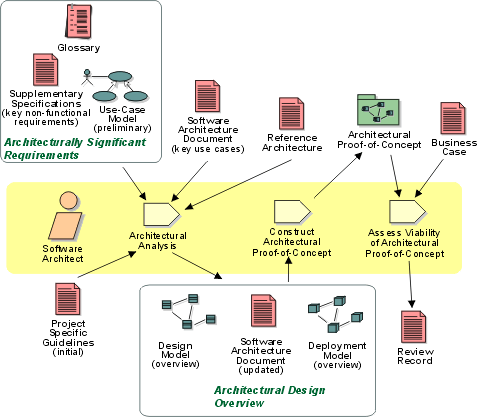 Glossary
Supplementary
Specifications
(key non-functional
requirements)
Use-Case
Model
(preliminary)
Architecturally Significant
Requirements
Software
Architecture
Document
(key use cases)
Reference
Architecture
Architectural
Proof-of-Concept
Business
Case
Software
Architect
Architectural
Analysis
Construct
Architectural
Proof-of-Concept
Assess Viability
of Architectural
Proof-of-Concept
Project
Specific
Guidelines
(initial)
Design
Model
(overview)
Software
Architecture
Document
(updated)
Deployment
Model
(overview)
Architectural Design
Overview
Review
Record